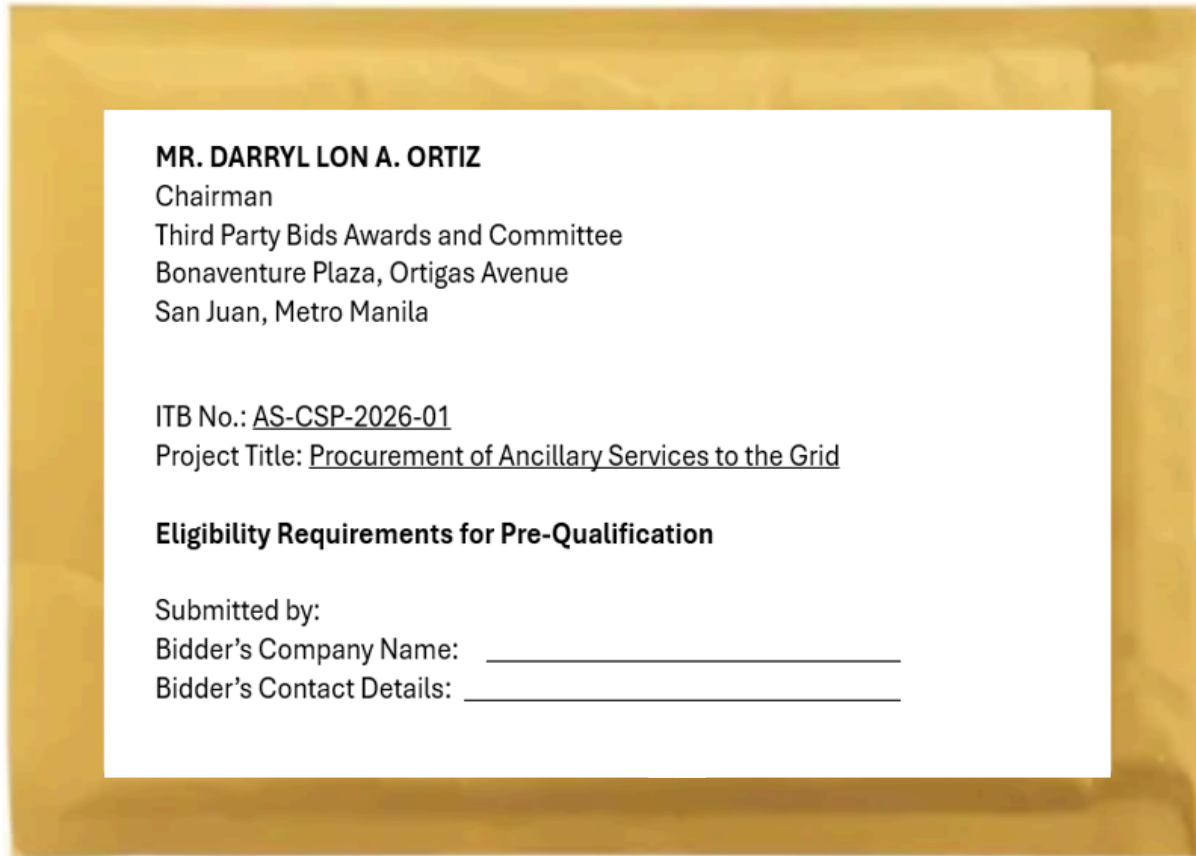 MR. DARRYL LON A. ORTIZ
Chairman
Third Party Bids Awards and Committee
Bonaventure Plaza, Ortigas Avenue
San Juan, Metro Manila
ITB No.: AS-CSP-2026-01
Project Title: Procurement of Ancillary Services to the Grid
Eligibility Requirements for Pre-Qualification
Submitted by:
Bidder’s Company Name:
Bidder’s Contact Details: